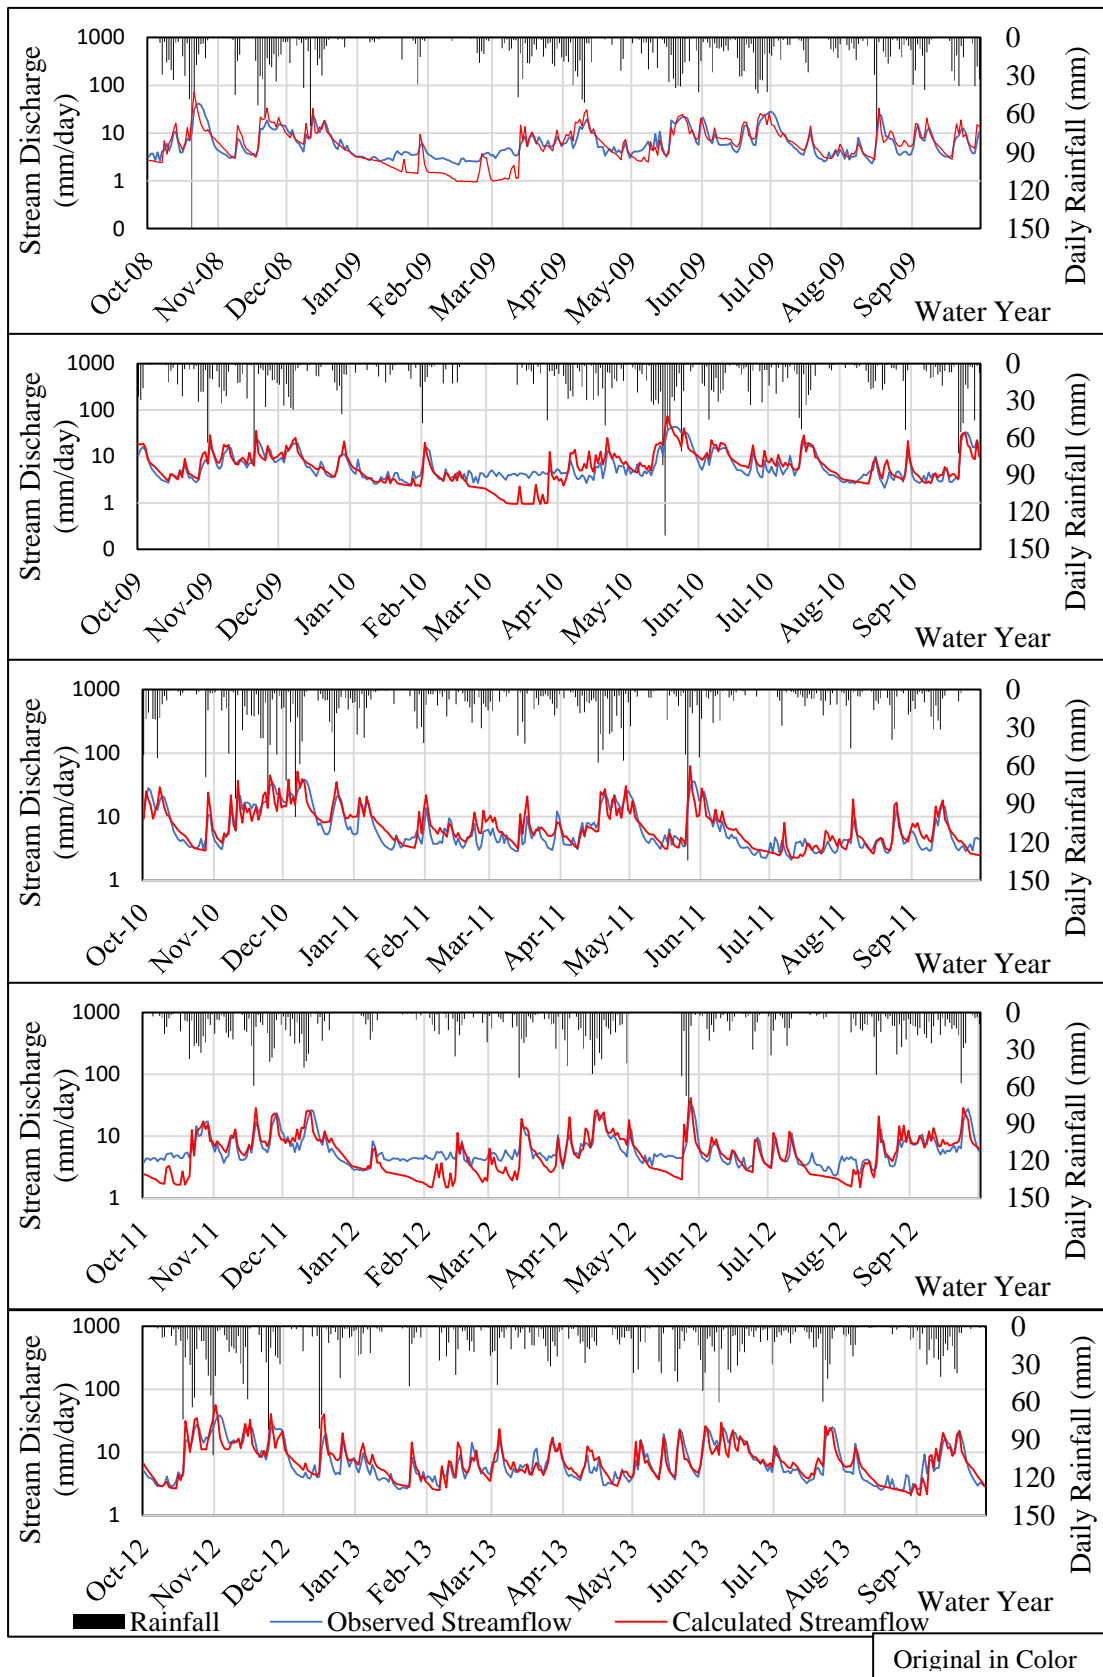 Stream Discharge
(mm/day)
1000
100
10
1
0
0
30
60
90
120
150
Daily Rainfall (mm)
Oct-08
Nov-08
Dec-08
Jan-09
Feb-09
Mar-09
Apr-09
May-09
Jun-09
Jul-09
Aug-09
Sep-09
Water Year
Stream Discharge
(mm/day)
1000
100
10
1
0
0
30
60
90
120
150
Daily Rainfall (mm)
Oct-09
Nov-09
Dec-09
Jan-10
Feb-10
Mar-10
Apr-10
May-10
Jun-10
Jul-10
Aug-10
Sep-10
Water Year
Stream Discharge
(mm/day)
1000
100
10
1
0
30
60
90
120
150
Daily Rainfall (mm)
Oct-10
Nov-10
Dec-10
Jan-11
Feb-11
Mar-11
Apr-11
May-11
Jun-11
Jul-11
Aug-11
Sep-11
Water Year
Stream Discharge
(mm/day)
1000
100
10
1
0
30
60
90
120
150
Daily Rainfall (mm)
Oct-11
Nov-11
Dec-11
Jan-12
Feb-12
Mar-12
Apr-12
May-12
Jun-12
Jul-12
Aug-12
Sep-12
Water Year
Stream Discharge
(mm/day)
1000
100
10
1
0
30
60
90
120
150
Daily Rainfall (mm)
Oct-12
Nov-12
Dec-12
Jan-13
Feb-13
Mar-13
Apr-13
May-13
Jun-13
Jul-13
Aug-13
Sep-13
Water Year
Rainfall Observed Streamflow Calculated Streamflow
Original in Color